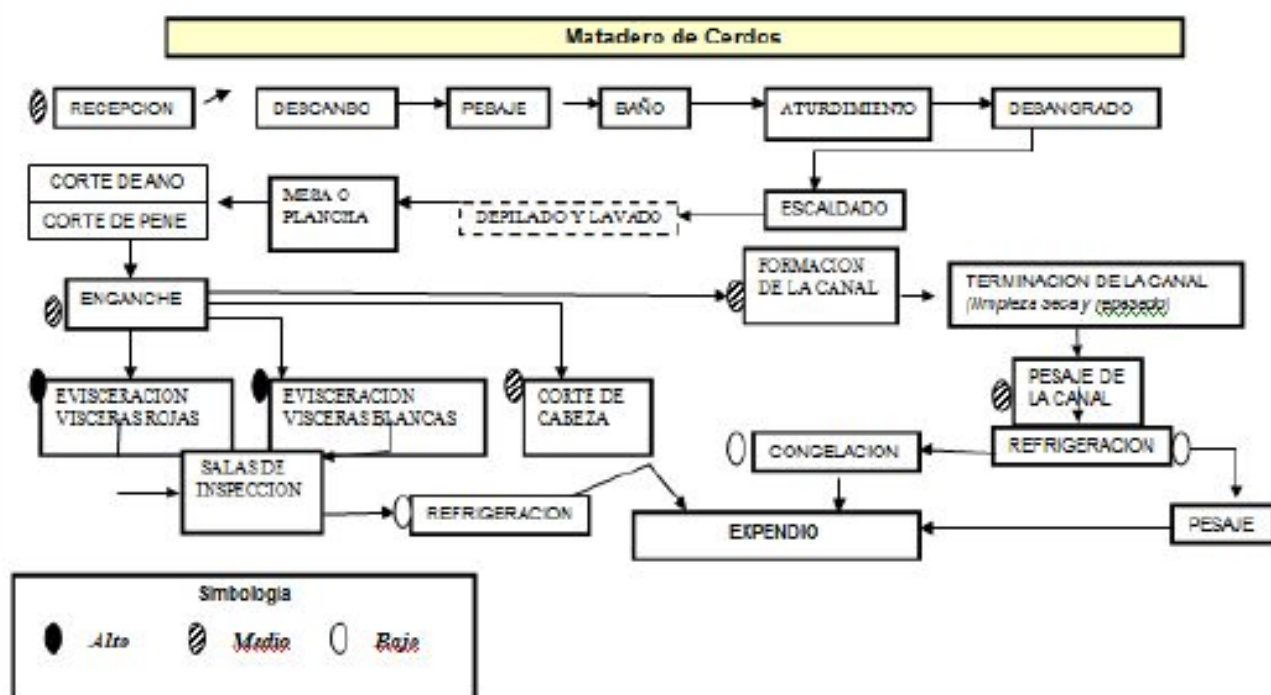 Matadero de Cerdos
RECEPCION
DESCANSO
PESAJE
BAÑO
ATURDIMIENTO
DESANGRADO
CORTE DE ANO
CORTE DE PENE
MESA O
PLANCHA
DEPILADO Y LAVADO
ESCALDADO
ENGANCHE
FORMACION
DE LA CANAL
TERMINACION DE LA CANAL
(limpieza seca y repasado)
EVISCERACION
VISCERAS ROJAS
EVISCERACION
VISCERAS BLANCAS
CORTE DE
CABEZA
PESAJE DE
LA CANAL
CONGELACION
REFRIGERACION
SALAS DE
INSPECCION
REFRIGERACION
EXPENDIO
PESAJE
Simbologia
Alto
Medio
Bajo